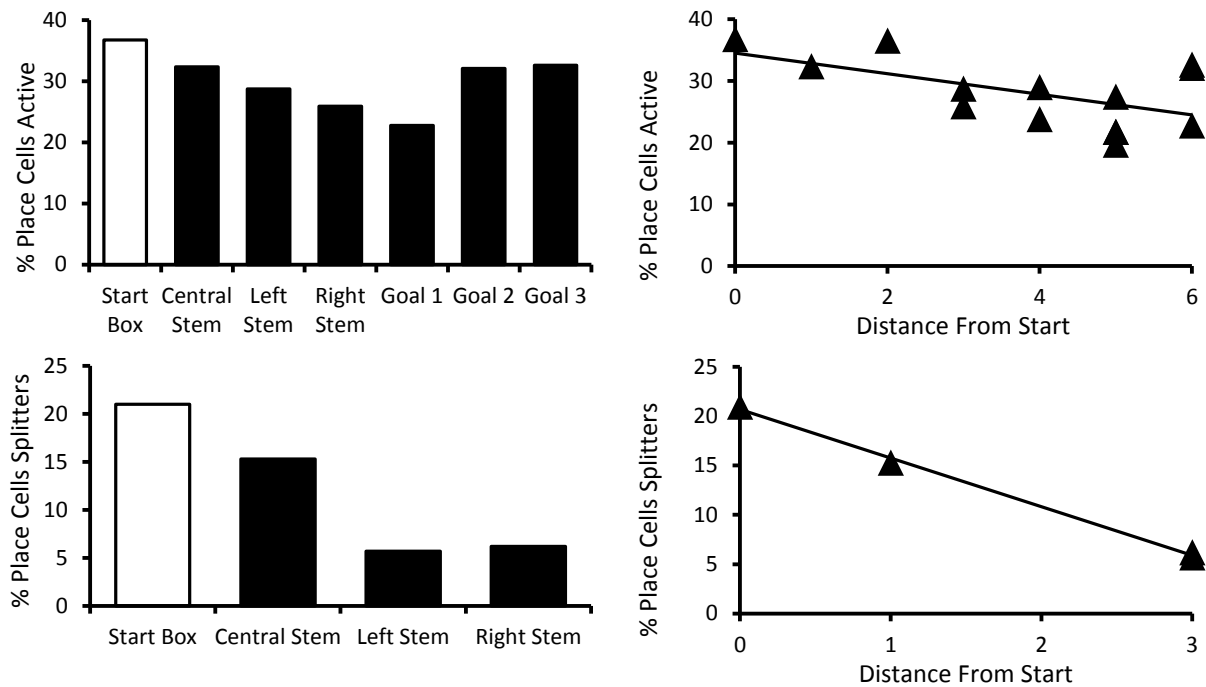 % Place Cells Active
40
30
20
10
0
Start Box
Central Stem
Left Stem
Right Stem
Goal 1
Goal 2
Goal 3
% Place Cells Active
40
30
20
10
0
0
2
4
6
Distance From Start
% Place Cells Splitters
25
20
15
10
5
0
Start Box
Central Stem
Left Stem
Right Stem
% Place Cells Splitters
25
20
15
10
5
0
0
1
2
3
Distance From Start